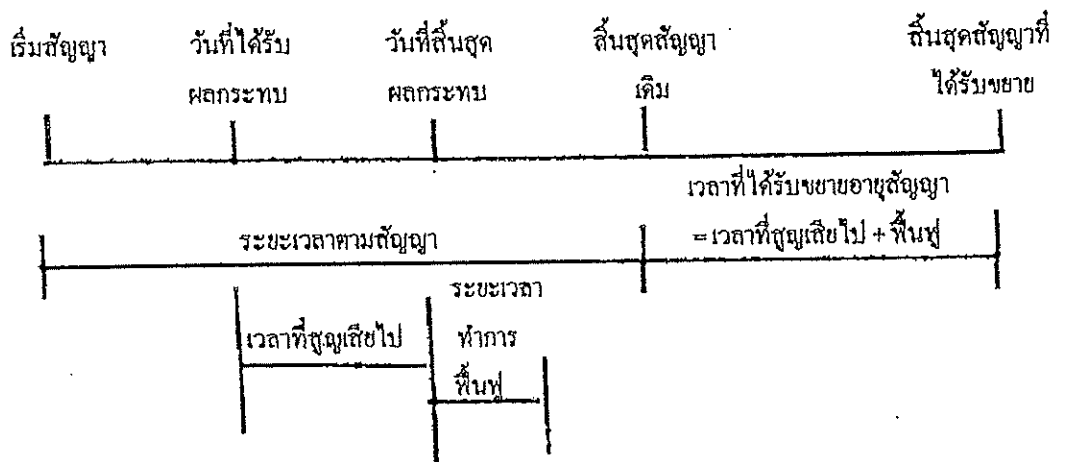 เริ่มสัญญา วันที่ได้รับ วันที่สิ้นสุด สิ้นสุดสัญญา สิ้นสุดสัญญาที่
ผลกระทบ ผลกระทบ เดิม ได้รับขยาย
เวลาที่ได้รับขยายอายุสัญญา
ระยะเวลาตามสัญญา =เวลาที่สูญเสียไป + ฟื้นฟู
ระยะเวลา
เวลาที่สูญเสียไป ทำการ
ฟื้นฟู